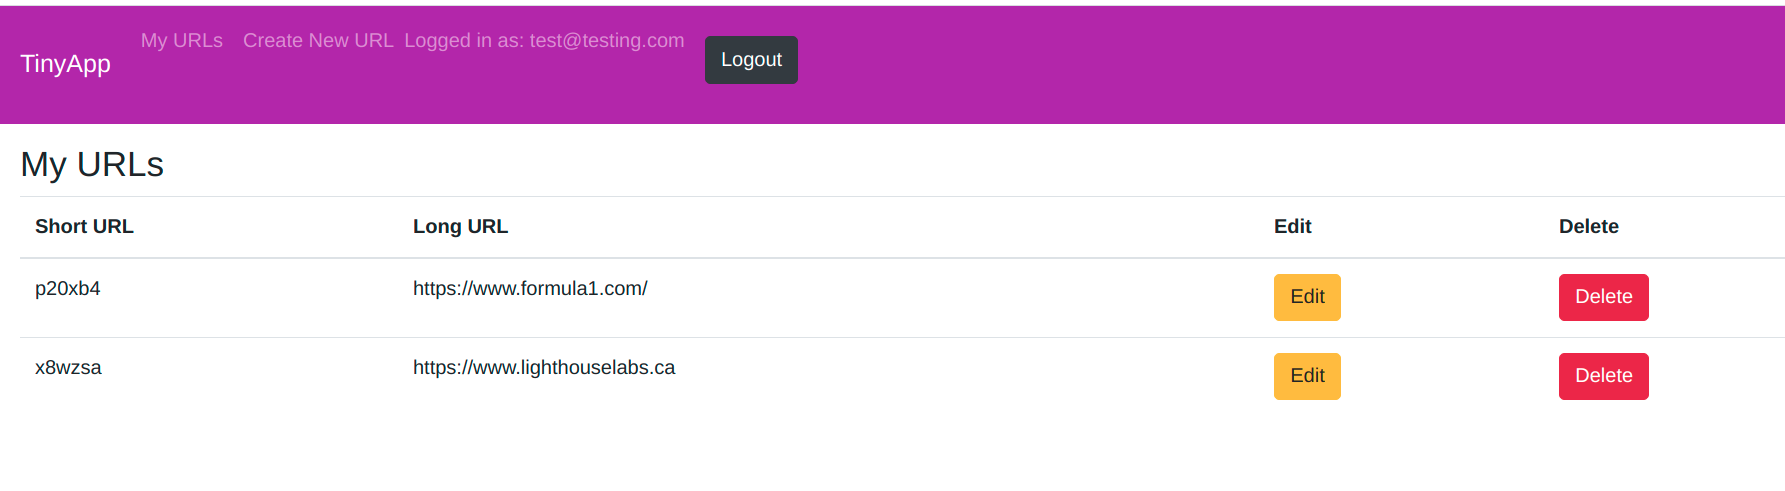 TinyApp My URLs Create New URL Logged in as: test@testing.com Logout
My URLs
Short URL Long URL Edit Delete
p20xb4 https://www.formula1.com/ Edit Delete
x8wzsa https://www.lighthouselabs.ca Edit Delete